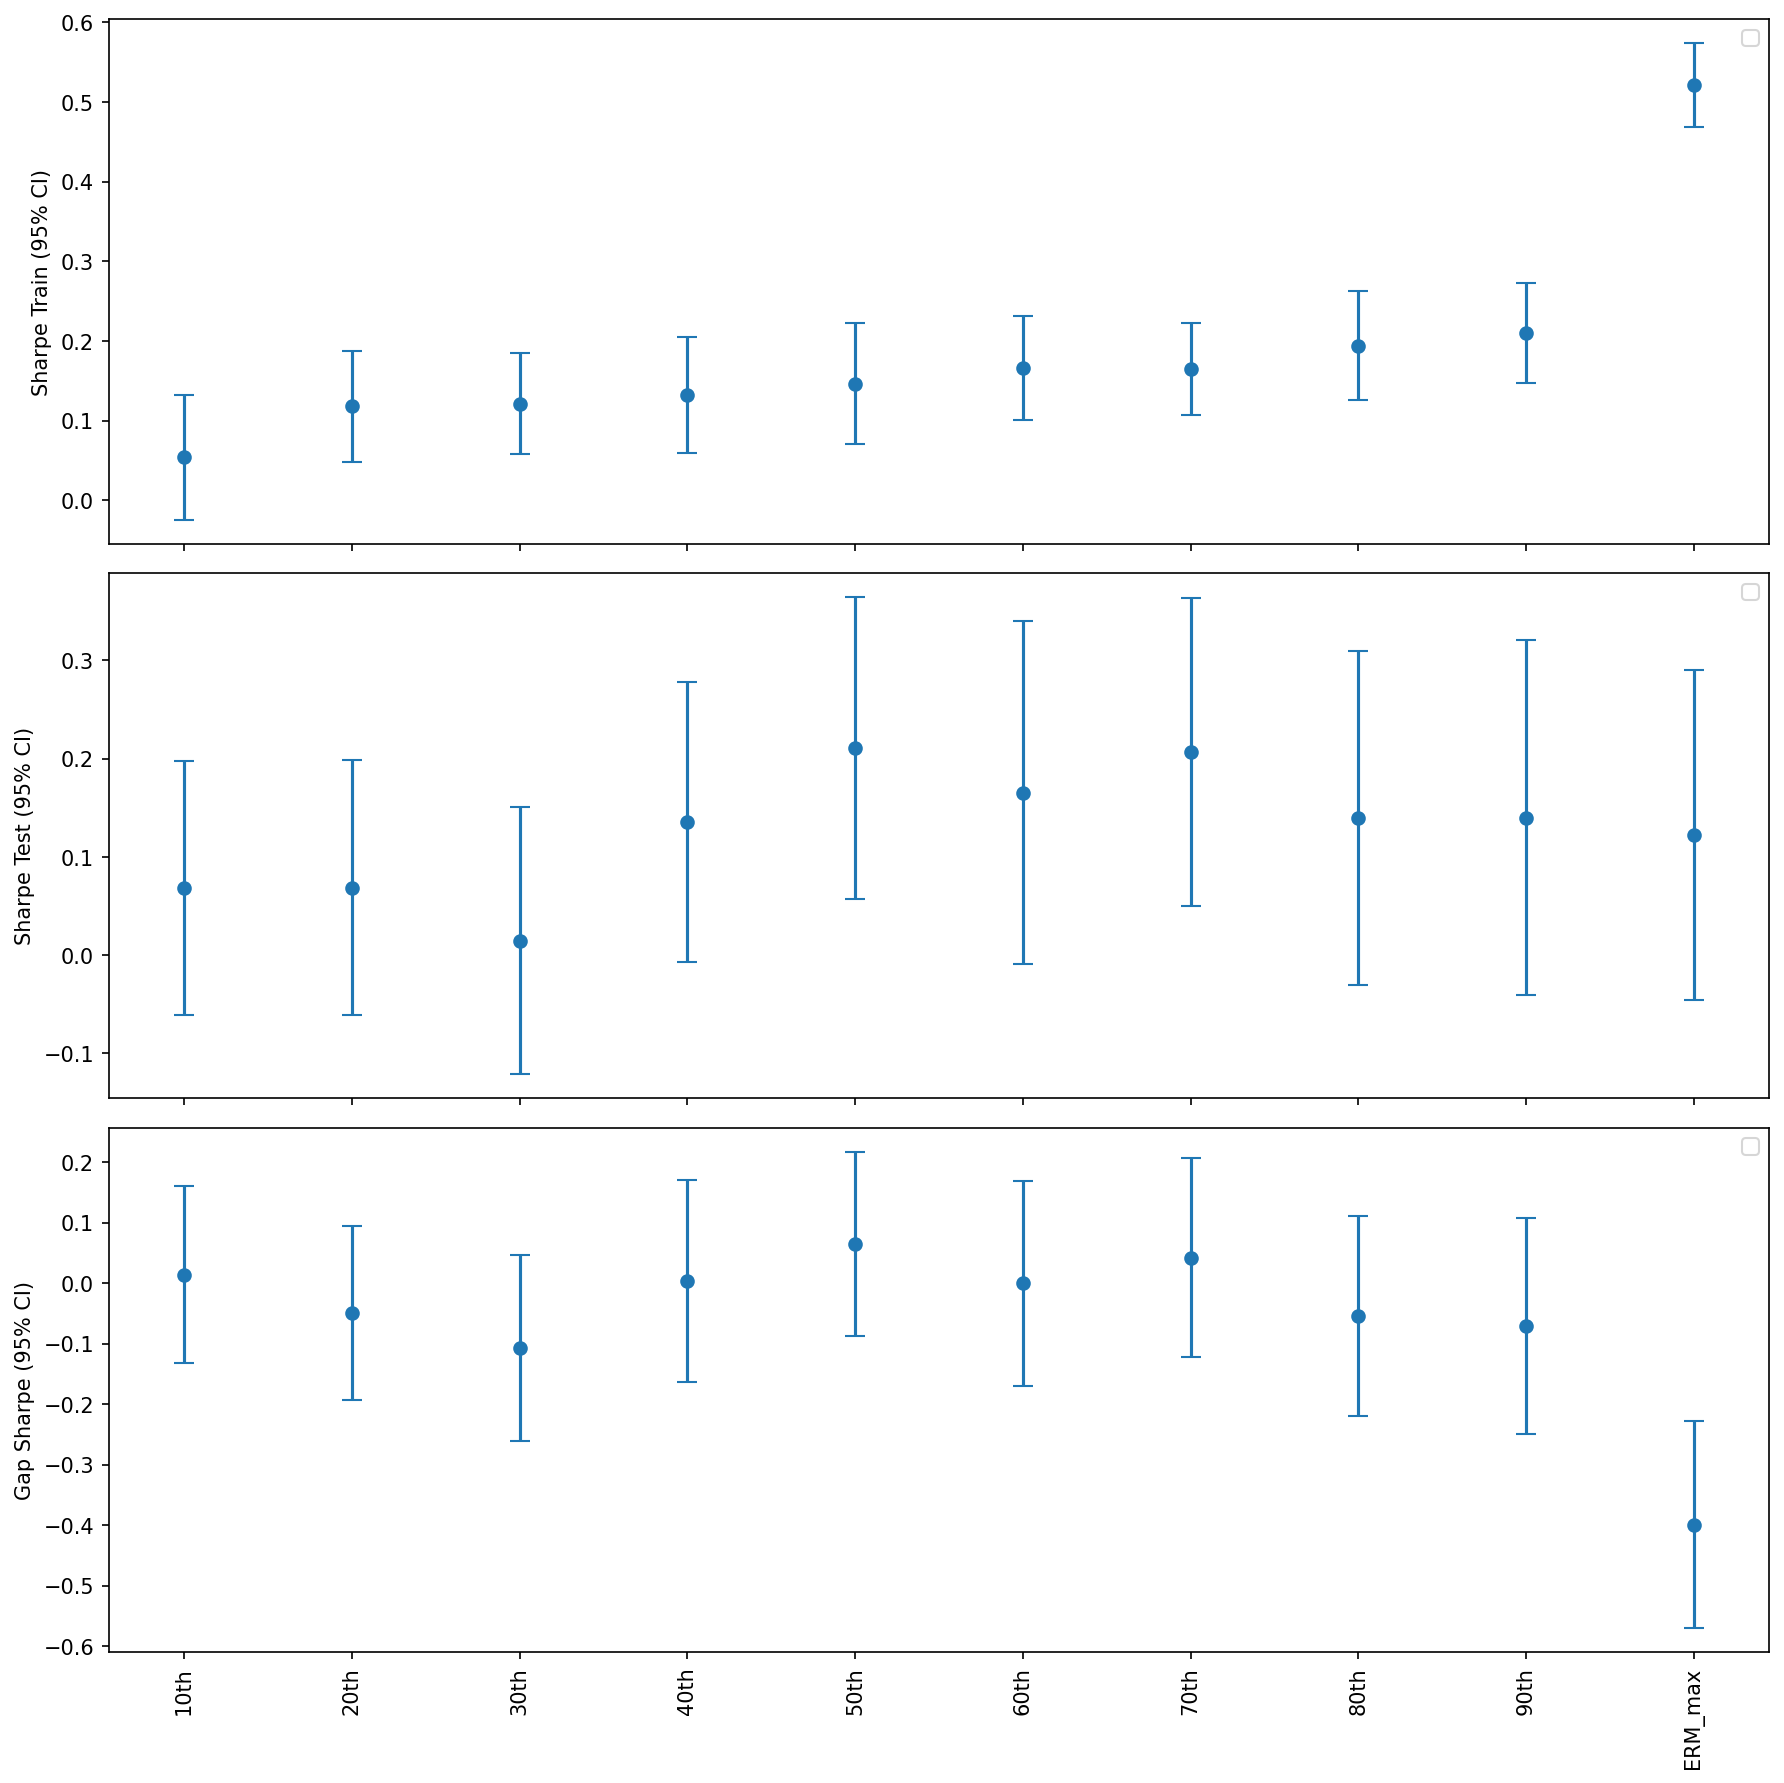 Sharpe Train (95% CI)
0.6
0.5
0.4
0.3
0.2
0.1
0.0
Sharpe Test (95% CI)
0.3
0.2
0.1
0.0
−0.1
Gap Sharpe (95% CI)
0.2
0.1
0.0
−0.1
−0.2
−0.3
−0.4
−0.5
−0.6
10th
20th
30th
40th
50th
60th
70th
80th
90th
ERM_max